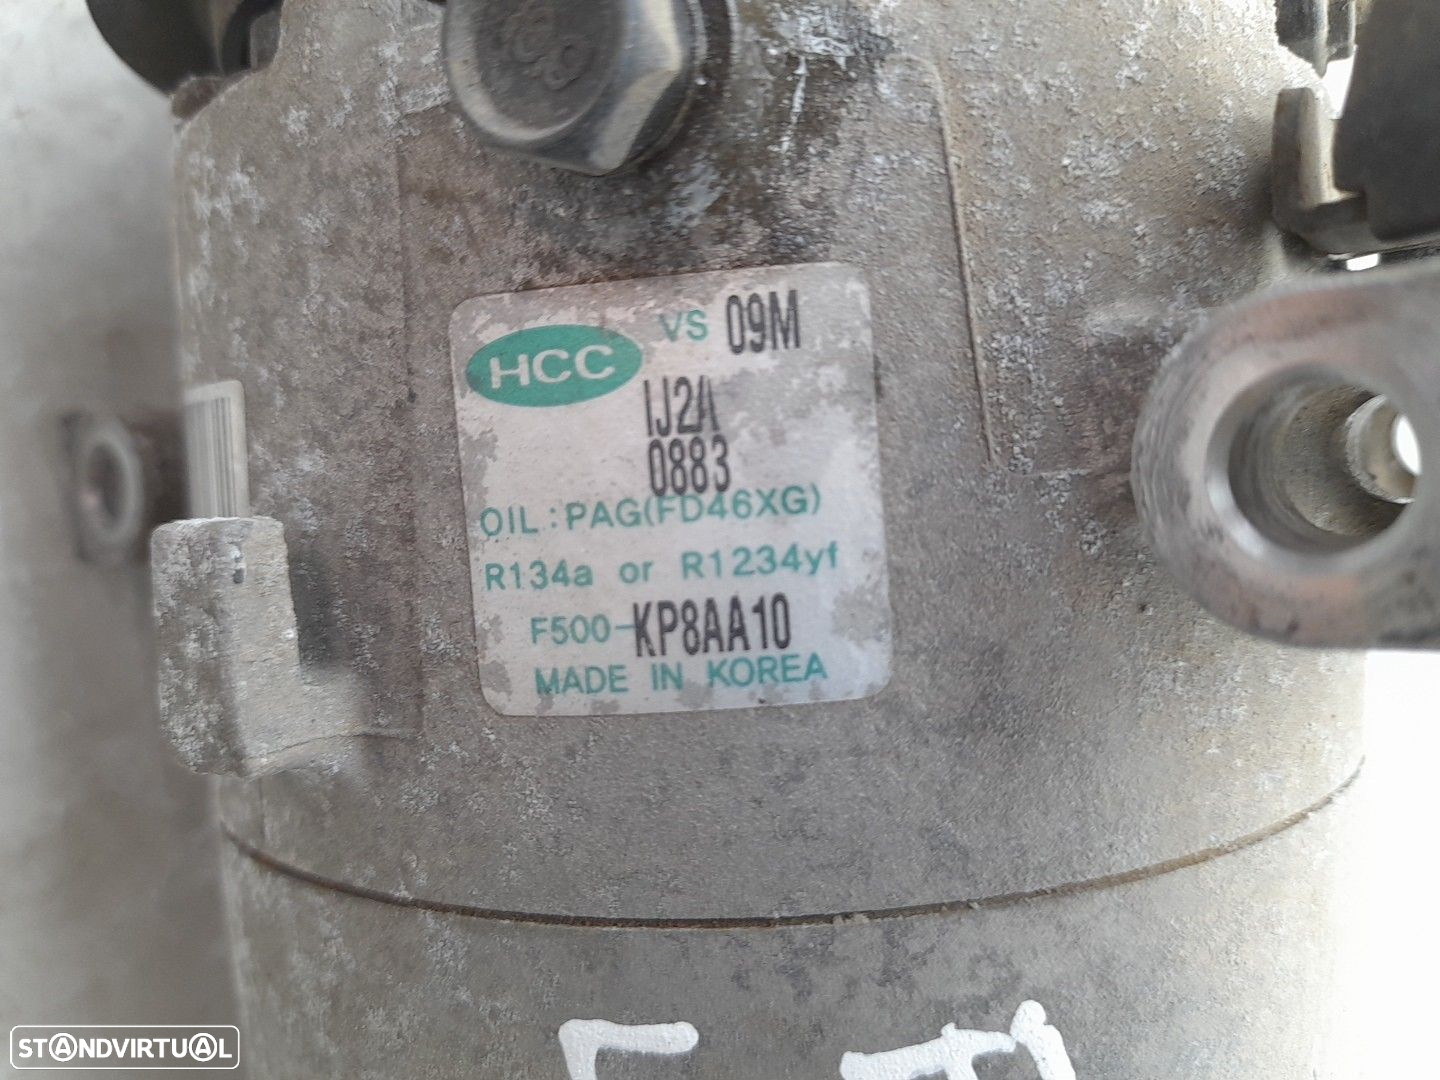 HCC VS 09M
IJ2A
0883
OIL : PAG(FD46XG)
R134a or R1234yf
F500-KP8AA10
MADE IN KOREA
STANDVIRTUAL